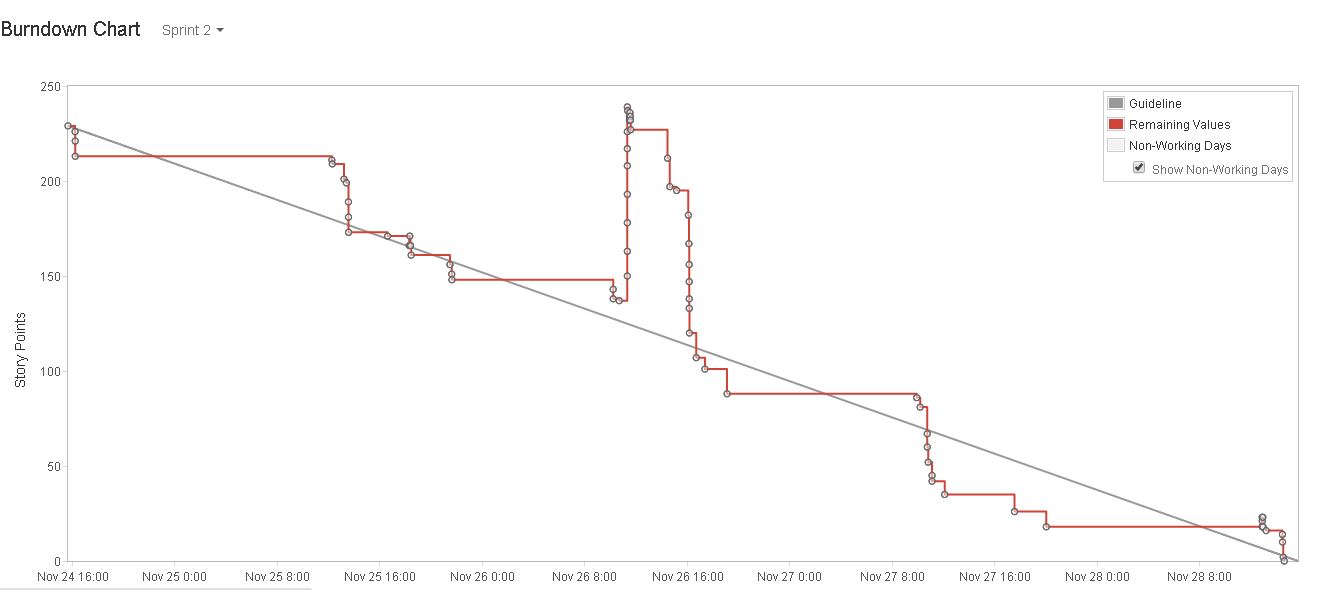 Burndown Chart Sprint 2
250
200
150
100
50
0
Story Points
Guideline
Remaining Values
Non-Working Days
Show Non-Working Days
Nov 24 16:00 Nov 25 0:00 Nov 25 8:00 Nov 25 16:00 Nov 26 0:00 Nov 26 8:00 Nov 26 16:00 Nov 27 0:00 Nov 27 8:00 Nov 27 16:00 Nov 28 0:00 Nov 28 8:00